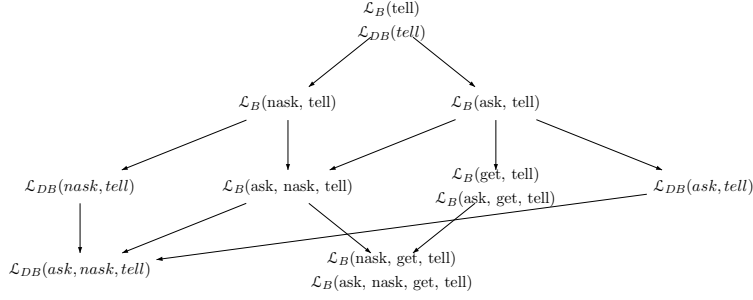 ℒ_B(tell)
ℒ_DB(tell)
ℒ_B(nask, tell)
ℒ_B(ask, tell)
ℒ_DB(nask, tell)
ℒ_B(ask, nask, tell)
ℒ_B(get, tell)
ℒ_B(ask, get, tell)
ℒ_DB(ask, tell)
ℒ_DB(ask, nask, tell)
ℒ_B(nask, get, tell)
ℒ_B(ask, nask, get, tell)